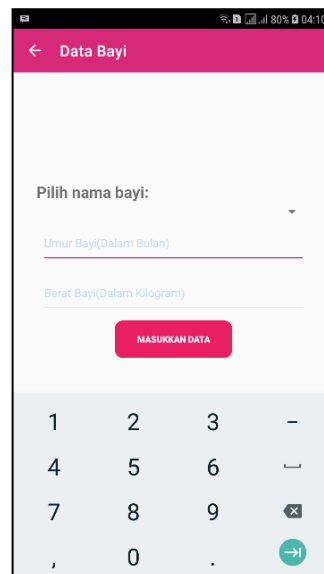 80% 04:10
Data Bayi
Pilih nama bayi:
Umur Bayi(Dalam Bulan)
Berat Bayi(Dalam Kilogram)
MASUKKAN DATA
1 2 3 -
4 5 6
7 8 9
, 0 .